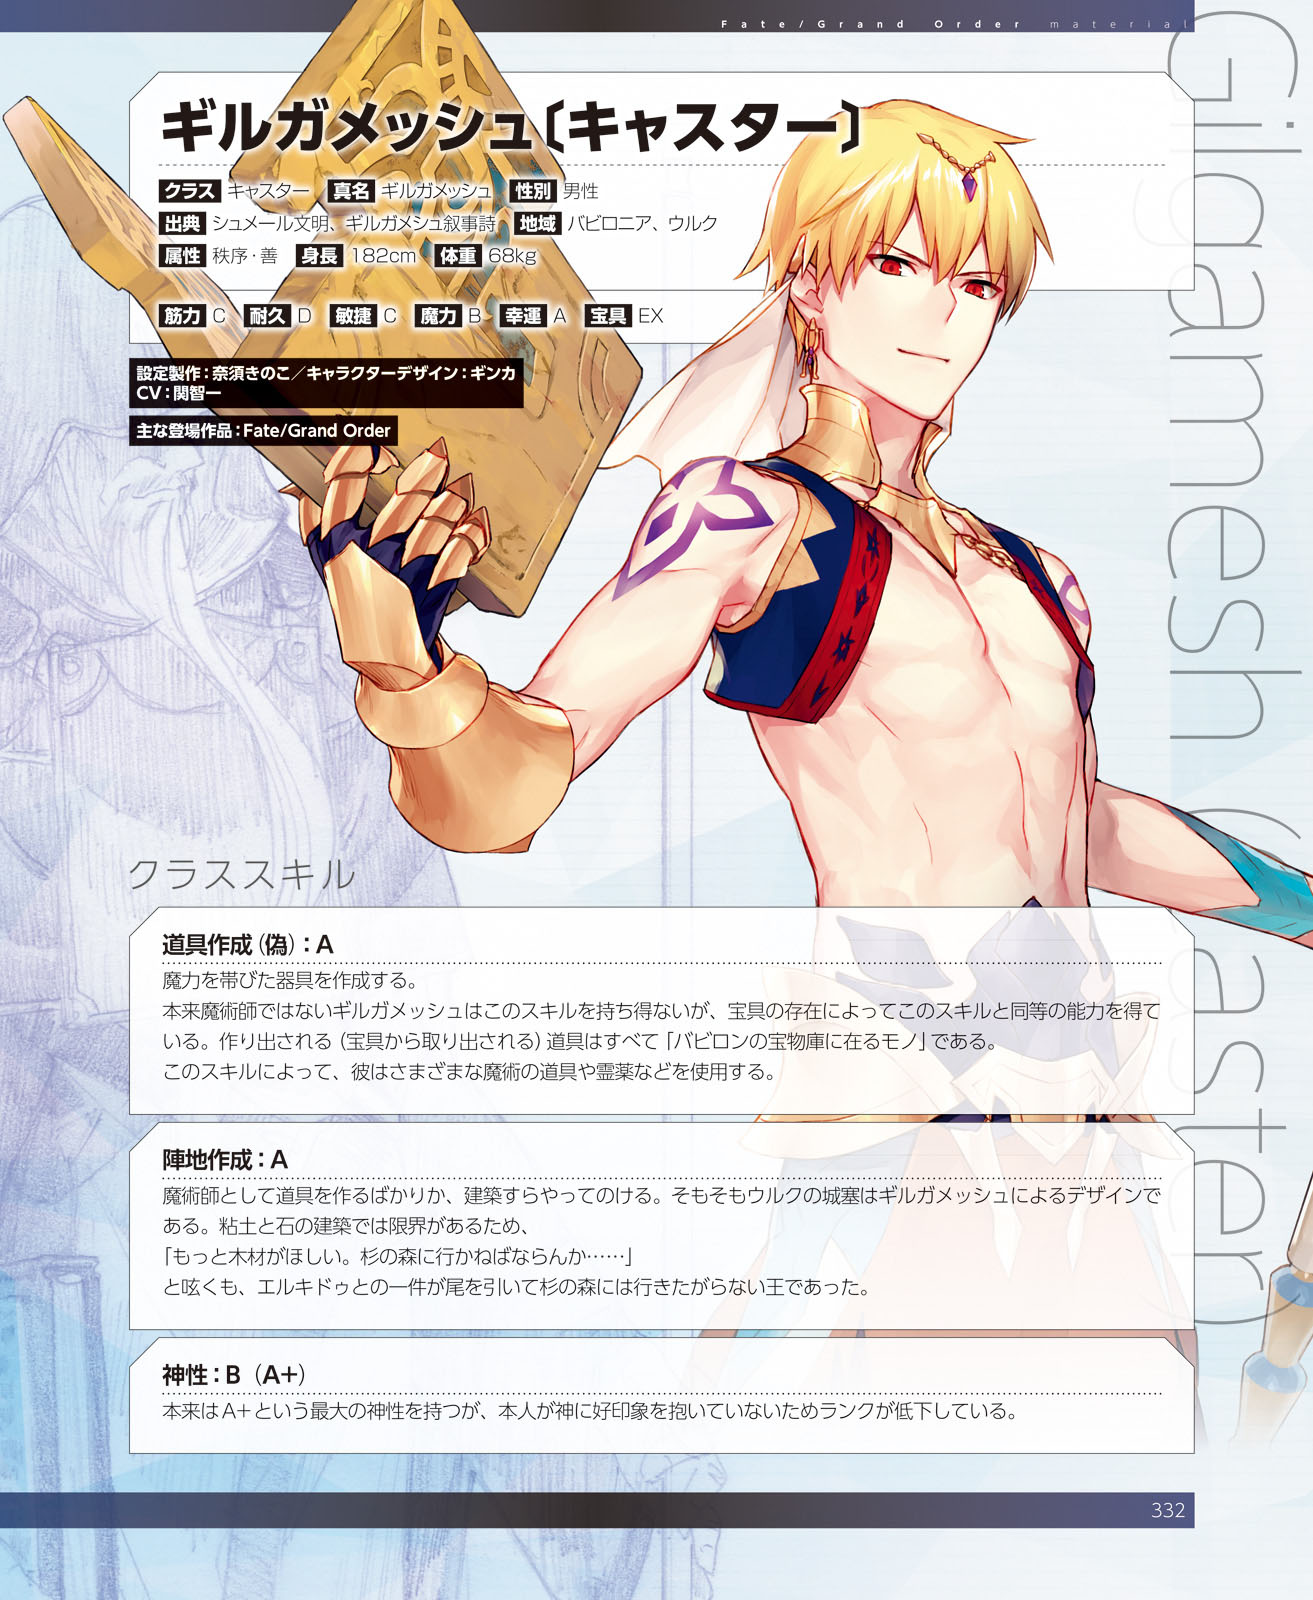 Fate/Grand Order material
ギルガメッシュ〔キャスター〕
クラス キャスター 真名 ギルガメッシュ 性別 男性
出典 シュメール文明、ギルガメシュ叙事詩 地域 バビロニア、ウルク
属性 秩序・善 身長 182cm 体重 68kg
筋力 C 耐久 D 敏捷 C 魔力 B 幸運 A 宝具 EX
設定製作：奈須きのこ／キャラクターデザイン：ギンカ
CV：関智一
主な登場作品：Fate/Grand Order
Gilgamesh (Caster)
クラススキル
道具作成（偽）：A
魔力を帯びた器具を作成する。
本来魔術師ではないギルガメッシュはこのスキルを持ち得ないが、宝具の存在によってこのスキルと同等の能力を得て
いる。作り出される（宝具から取り出される）道具はすべて「バビロンの宝物庫に在るモノ」である。
このスキルによって、彼はさまざまな魔術の道具や霊薬などを使用する。
陣地作成：A
魔術師として道具を作るばかりか、建築すらやってのける。そもそもウルクの城塞はギルガメッシュによるデザインで
ある。粘土と石の建築では限界があるため、
「もっと木材がほしい。杉の森に行かねばならんか……」
と呟くも、エルキドゥとの一件が尾を引いて杉の森には行きたがらない王であった。
神性：B（A+）
本来はA+という最大の神性を持つが、本人が神に好印象を抱いていないためランクが低下している。
332